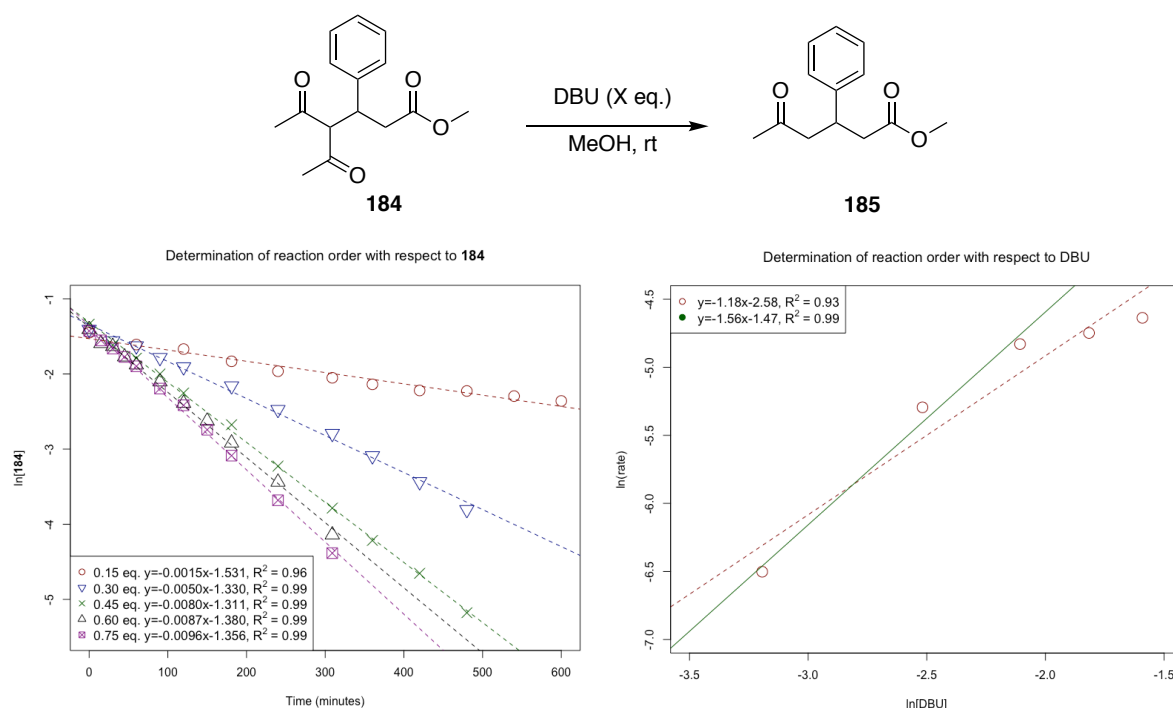 O
O
O
O
DBU (X eq.)
MeOH, rt
O
O
O
184
185
Determination of reaction order with respect to 184
ln[184]
-1
-2
-3
-4
-5
0.15 eq. y=-0.0015x-1.531, R² = 0.96
0.30 eq. y=-0.0050x-1.330, R² = 0.99
0.45 eq. y=-0.0080x-1.311, R² = 0.99
0.60 eq. y=-0.0087x-1.380, R² = 0.99
0.75 eq. y=-0.0096x-1.356, R² = 0.99
0 100 200 300 400 500 600
Time (minutes)
Determination of reaction order with respect to DBU
y=-1.18x-2.58, R² = 0.93
y=-1.56x-1.47, R² = 0.99
ln(rate)
-4.5
-5.0
-5.5
-6.0
-6.5
-7.0
-3.5 -3.0 -2.5 -2.0 -1.5
ln[DBU]